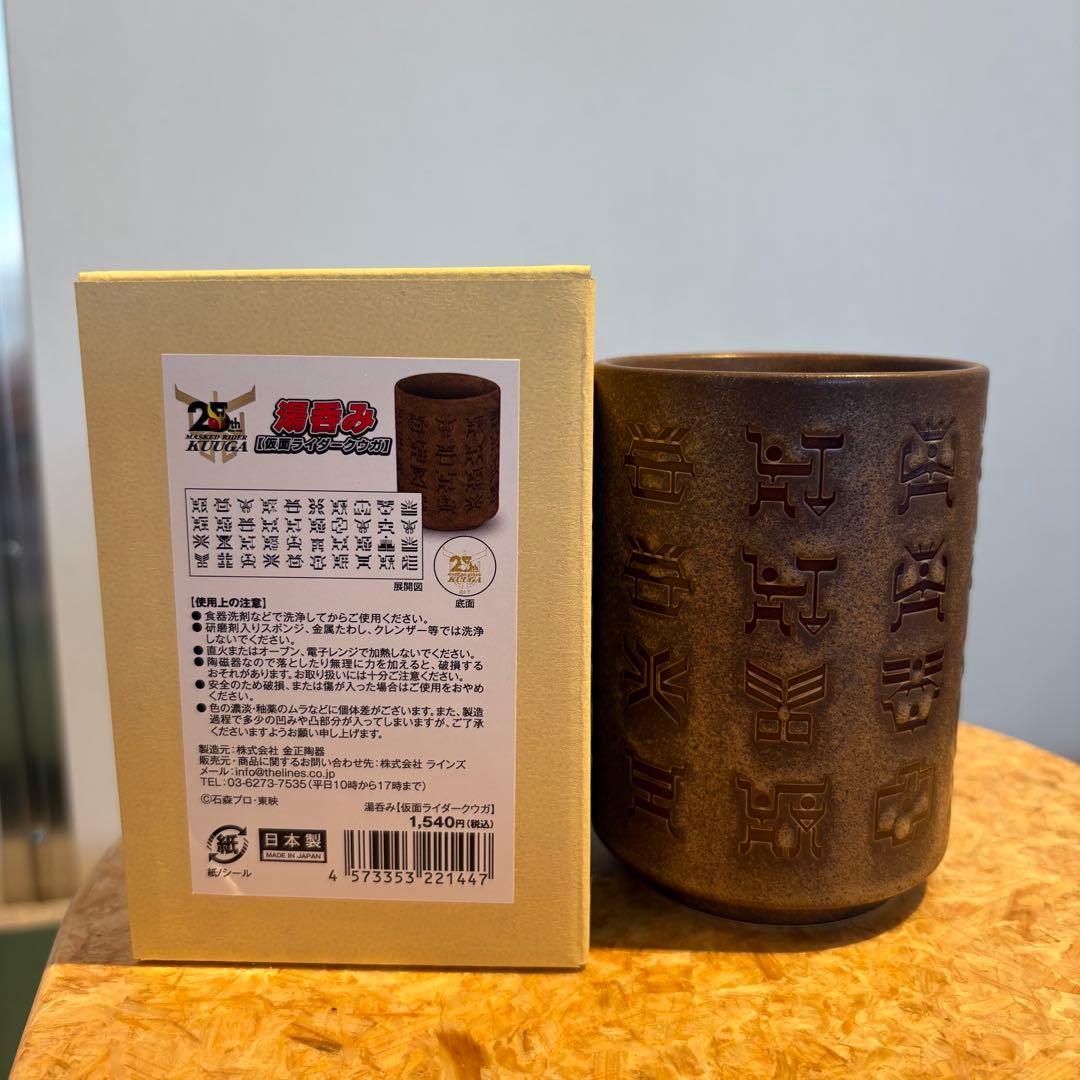 25th
MASKED RIDER
KUUGA
湯呑み
【仮面ライダークウガ】
展開図
25th
KUUGA
底面
【使用上の注意】
●食器洗剤などで洗浄してからご使用ください。
●研磨剤入りスポンジ、金属たわし、クレンザー等では洗浄
しないでください。
●直火またはオーブン、電子レンジで加熱しないでください。
●陶磁器なので落としたり無理に力を加えると、破損する
おそれがあります。お取り扱いには十分ご注意ください。
●安全のため破損、または傷が入った場合はご使用をおやめ
ください。
●色の濃淡・釉薬のムラなどに個体差がございます。また、製造
過程で多少の凹みや凸部分が入ってしまいますが、ご了承
くださいますようお願い申し上げます。
製造元：株式会社 金正陶器
販売元・商品に関するお問い合わせ先：株式会社 ラインズ
メール：info@thelines.co.jp
TEL：03-6273-7535（平日10時から17時まで）
©石森プロ・東映
湯呑み【仮面ライダークウガ】
1,540円（税込）
紙
紙/シール
日本製
MADE IN JAPAN
4 573353 221447